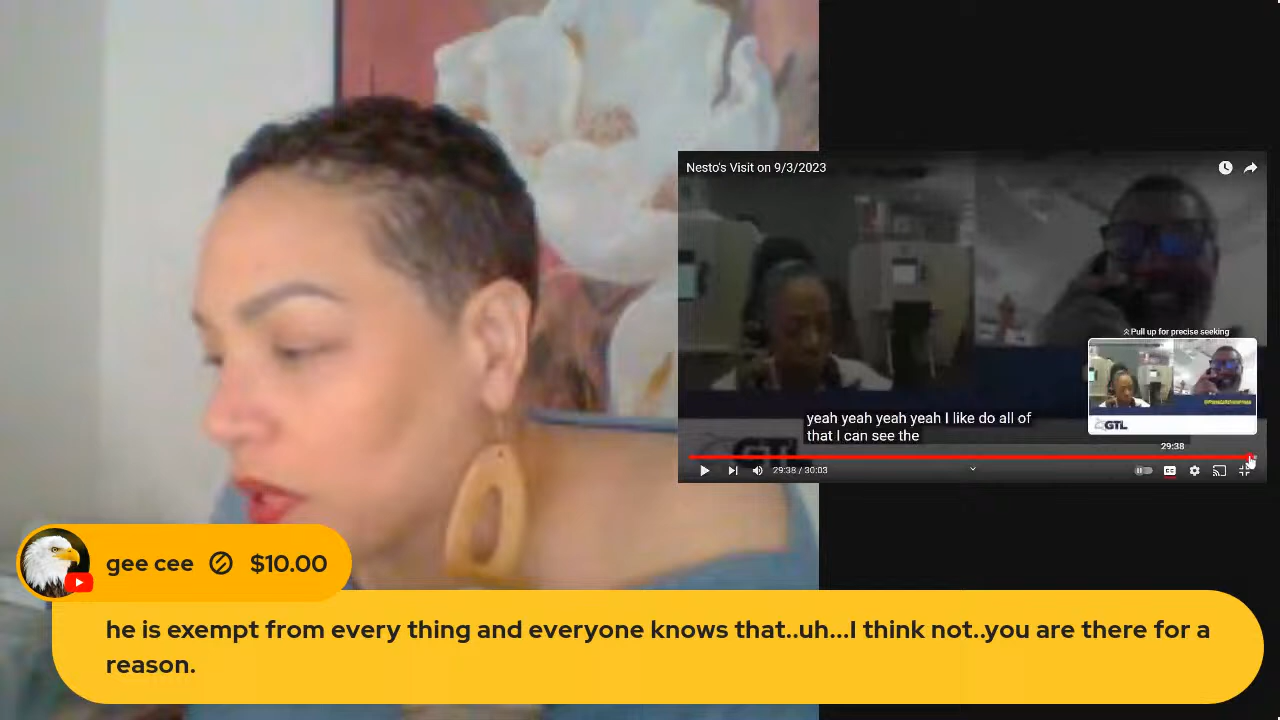 Nesto's Visit on 9/3/2023
Pull up for precise seeking
GTL
yeah yeah yeah yeah I like do all of
that I can see the
GTL
29:38
29:38 / 30:03
CC
gee cee $10.00
he is exempt from every thing and everyone knows that..uh...I think not..you are there for a
reason.